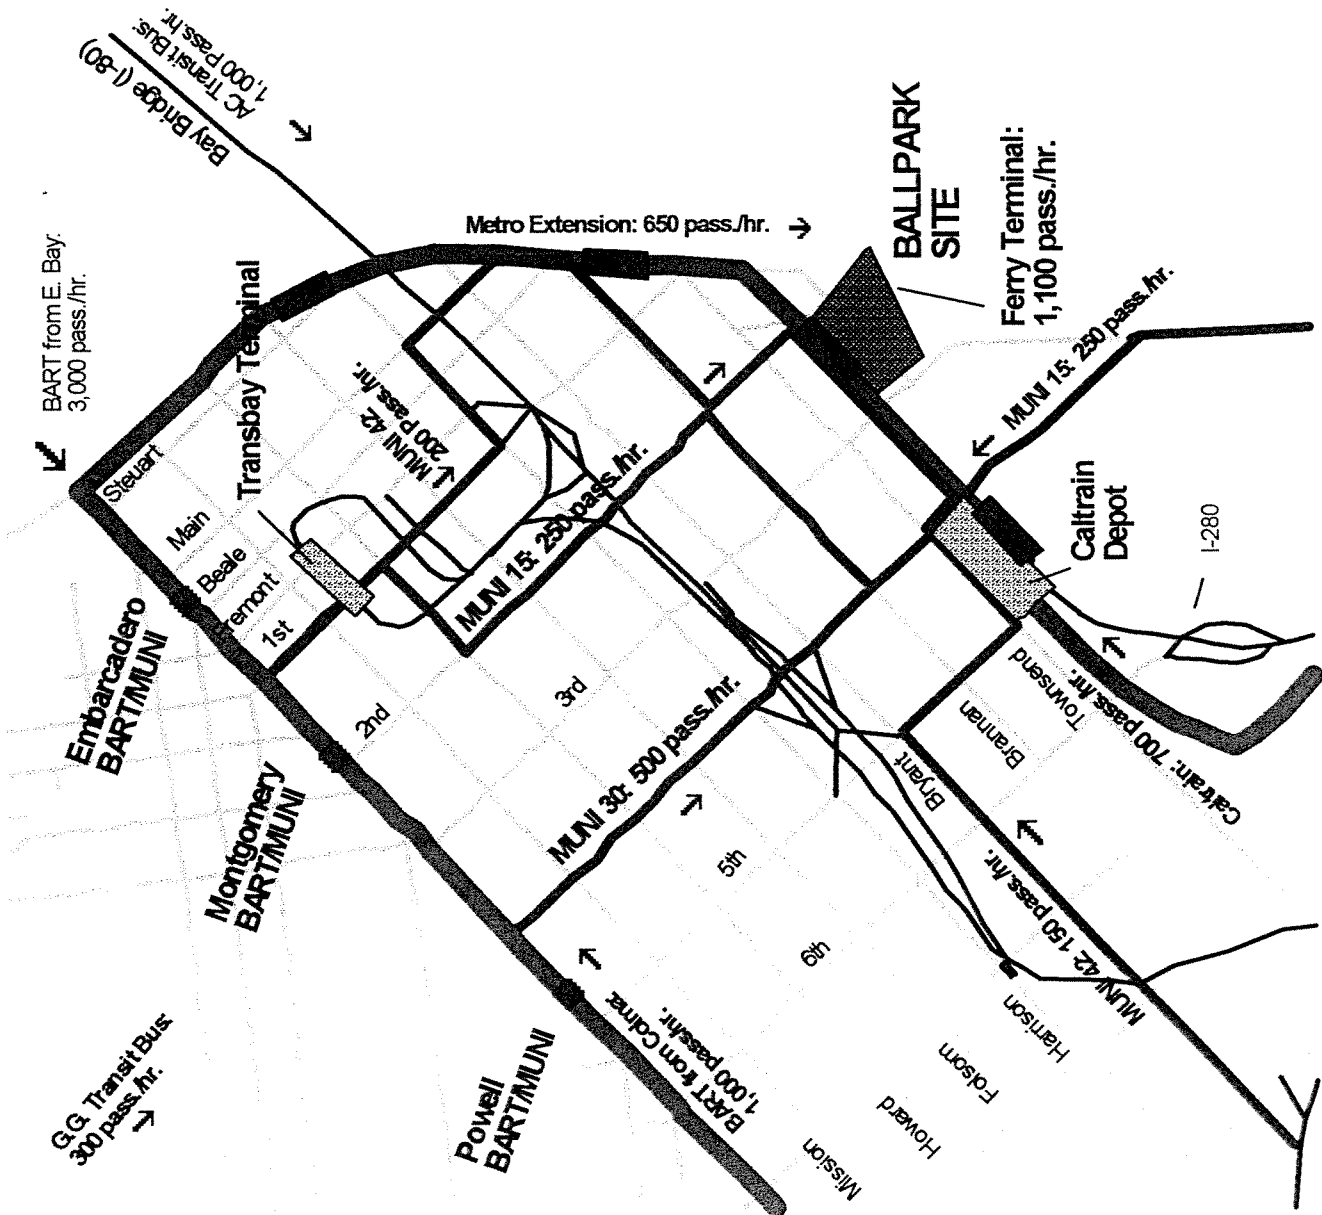 AC Transit Bus:
1,000 Pass.hr.
Bay Bridge (I-80)
BART from E. Bay:
3,000 pass./hr.
Metro Extension: 650 pass./hr.
BALLPARK
SITE
Ferry Terminal:
1,100 pass./hr.
Transbay Terminal
MUNI 42:
200 Pass./hr.
Steuart
Main
Beale
Fremont
1st
2nd
3rd
5th
6th
Embarcadero
BART/MUNI
Montgomery
BART/MUNI
Powell
BART/MUNI
MUNI 15: 250 pass./hr.
MUNI 15: 250 pass./hr.
MUNI 30: 500 pass./hr.
Caltrain
Depot
I-280
Caltrain: 700 pass./hr.
Townsend
Brannan
Bryant
MUNI 42: 150 pass./hr.
Harrison
Folsom
Howard
Mission
BART from Colma:
1,000 pass/hr.
G.G. Transit Bus:
300 pass./hr.